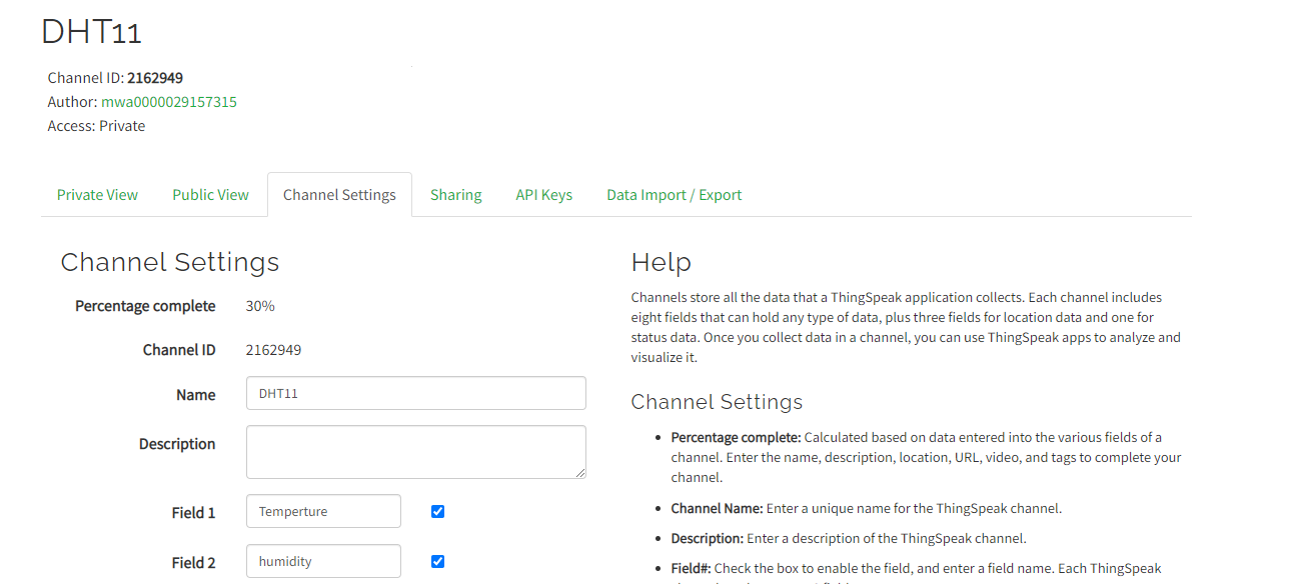 DHT11
Channel ID: 2162949
Author: mwa0000029157315
Access: Private
Private View
Public View
Channel Settings
Sharing
API Keys
Data Import / Export
Channel Settings
Percentage complete 30%
Channel ID 2162949
Name DHT11
Description
Field 1 Temperture
Field 2 humidity
Help
Channels store all the data that a ThingSpeak application collects. Each channel includes
eight fields that can hold any type of data, plus three fields for location data and one for
status data. Once you collect data in a channel, you can use ThingSpeak apps to analyze and
visualize it.
Channel Settings
• Percentage complete: Calculated based on data entered into the various fields of a
channel. Enter the name, description, location, URL, video, and tags to complete your
channel.
• Channel Name: Enter a unique name for the ThingSpeak channel.
• Description: Enter a description of the ThingSpeak channel.
• Field#: Check the box to enable the field, and enter a field name. Each ThingSpeak